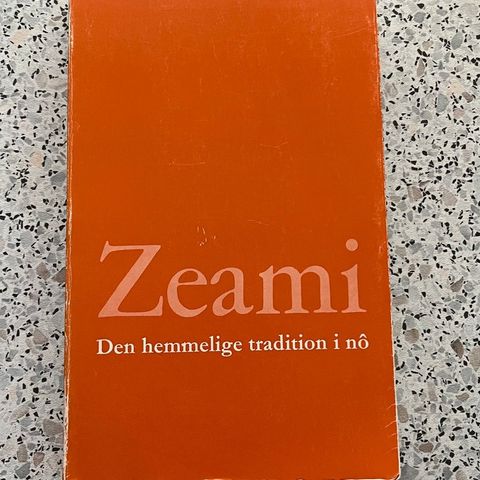 Zeami
Den hemmelige tradition i nô